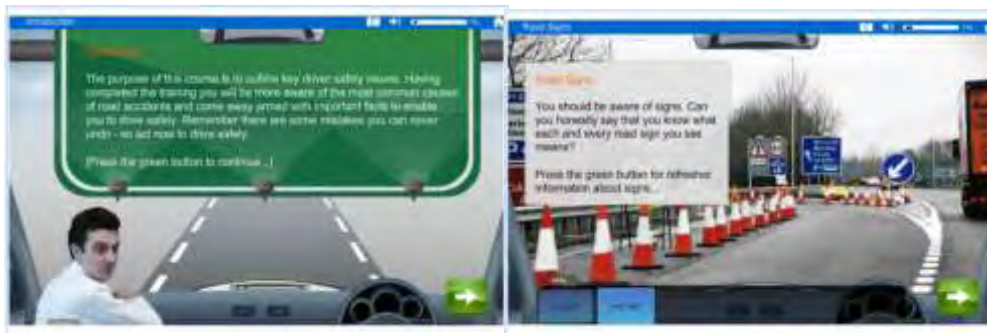 Introduction
The purpose of this course is to outline key driver safety issues. Having
completed the training you will be more aware of the most common causes
of road accidents and come away armed with important facts to enable
you to drive safely. Remember there are some mistakes you can never
undo - so act now to drive safely.
(Press the green button to continue...)
Road Signs
Road Signs
You should be aware of signs. Can
you honestly say that you know what
each and every road sign you see
means?
Press the green button for refresher
information about signs...